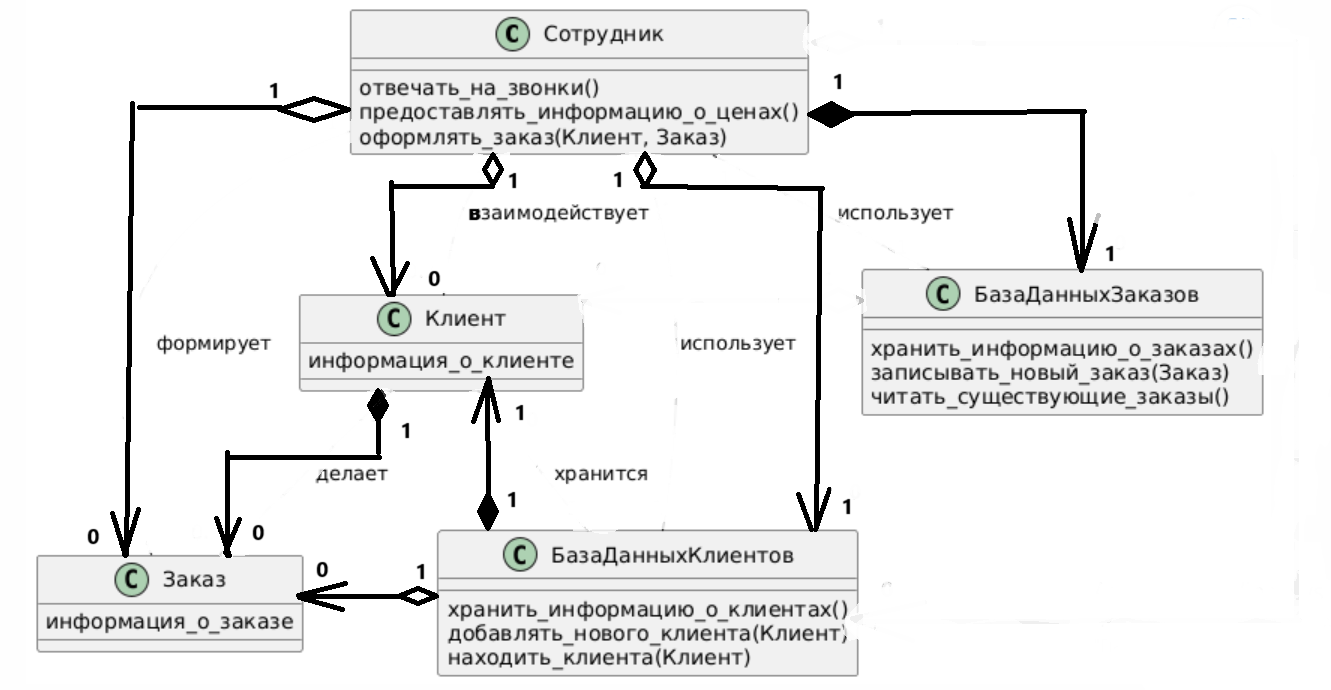 C Сотрудник
отвечать_на_звонки()
предоставлять_информацию_о_ценах()
оформлять_заказ(Клиент, Заказ)
1
1
1
1
взаимодействует
использует
0
1
C Клиент
информация_о_клиенте
C БазаДанныхЗаказов
хранить_информацию_о_заказах()
записывать_новый_заказ(Заказ)
читать_существующие_заказы()
формирует
использует
1
1
делает
хранится
1
1
0
0
C Заказ
информация_о_заказе
0
1
C БазаДанныхКлиентов
хранить_информацию_о_клиентах()
добавлять_нового_клиента(Клиент)
находить_клиента(Клиент)